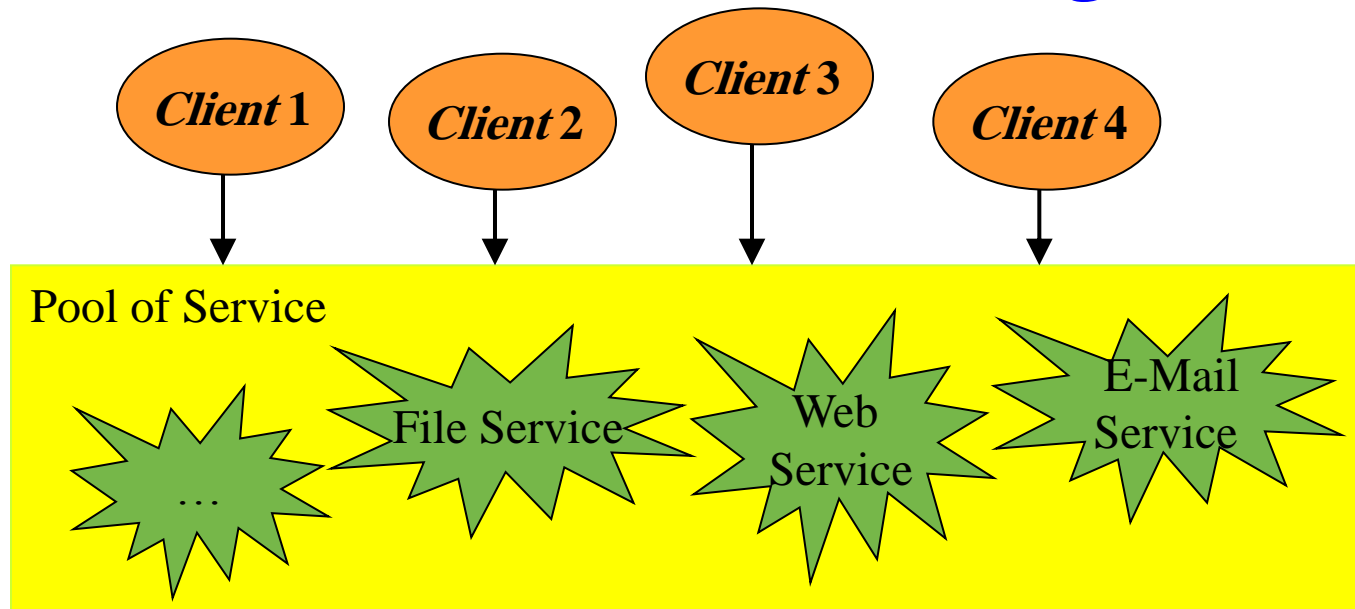 Client 1
Client 2
Client 3
Client 4
Pool of Service
…
File Service
Web
Service
E-Mail
Service